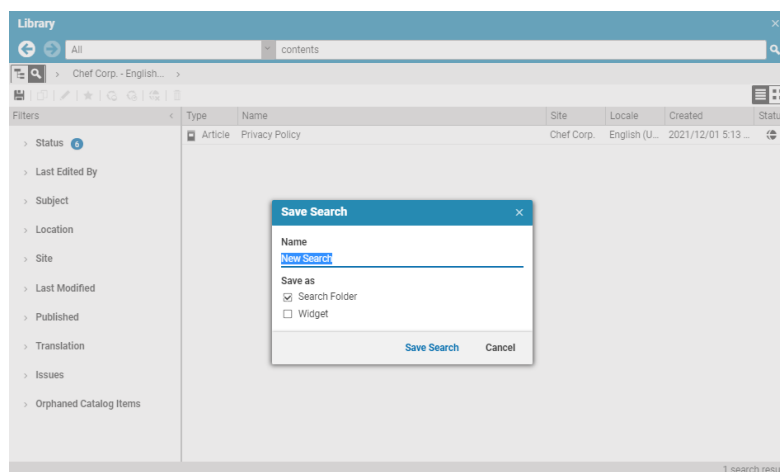 Library
All contents
Chef Corp. - English...
Filters Type Name Site Locale Created Statu
Article Privacy Policy Chef Corp. English (U... 2021/12/01 5:13 ...
Status 6
Last Edited By
Subject
Location
Site
Last Modified
Published
Translation
Issues
Orphaned Catalog Items
Save Search
Name
New Search
Save as
Search Folder
Widget
Save Search Cancel
1 search resu